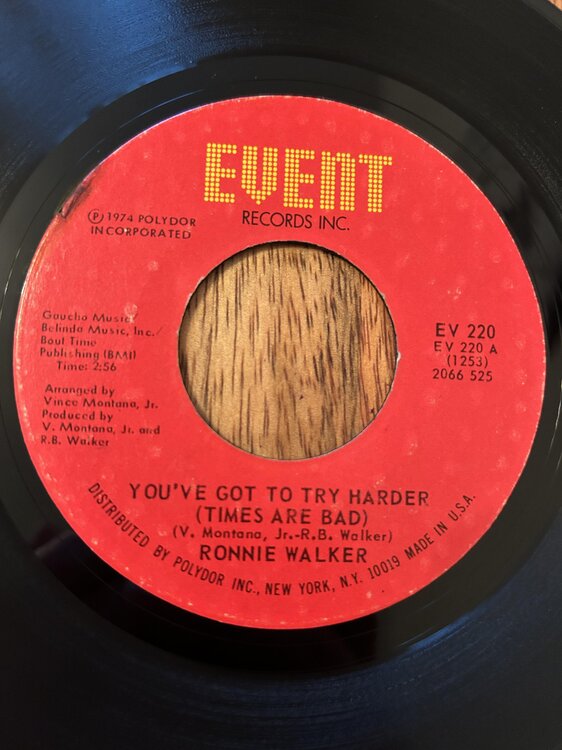 EVENT
RECORDS INC.
Ⓟ 1974 POLYDOR
INCORPORATED
Gaucho Music/
Belinda Music, Inc./
Bout Time
Publishing (BMI)
Time: 2:56
Arranged by
Vince Montana, Jr.
Produced by
V. Montana, Jr. and
R.B. Walker
EV 220
EV 220 A
(1253)
2066 525
YOU'VE GOT TO TRY HARDER
(TIMES ARE BAD)
(V. Montana, Jr.-R.B. Walker)
RONNIE WALKER
DISTRIBUTED BY POLYDOR INC., NEW YORK, N.Y. 10019 MADE IN U.S.A.